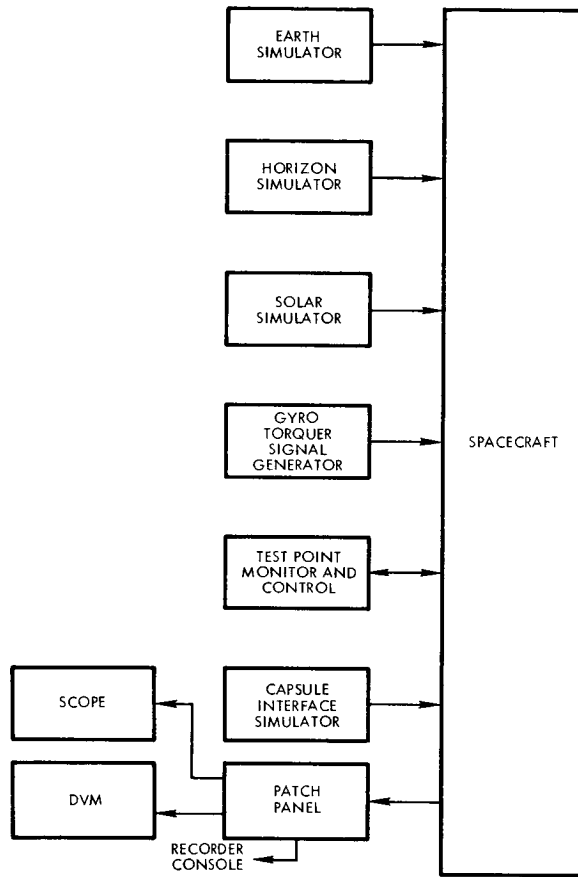 EARTH
SIMULATOR
HORIZON
SIMULATOR
SOLAR
SIMULATOR
GYRO
TORQUER
SIGNAL
GENERATOR
SPACECRAFT
TEST POINT
MONITOR AND
CONTROL
CAPSULE
INTERFACE
SIMULATOR
SCOPE
DVM
PATCH
PANEL
RECORDER
CONSOLE